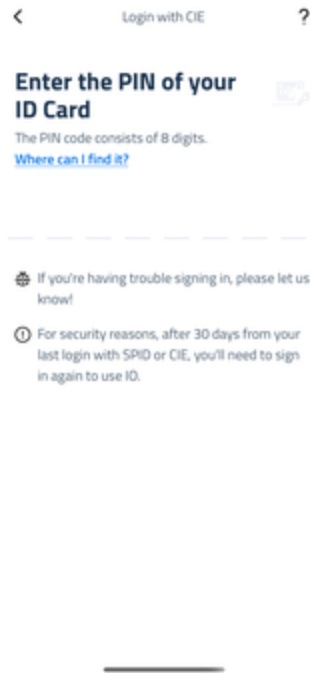 Login with CIE
?
Enter the PIN of your
ID Card
The PIN code consists of 8 digits.
Where can I find it?
If you're having trouble signing in, please let us
know!
For security reasons, after 30 days from your
last login with SPID or CIE, you'll need to sign
in again to use IO.